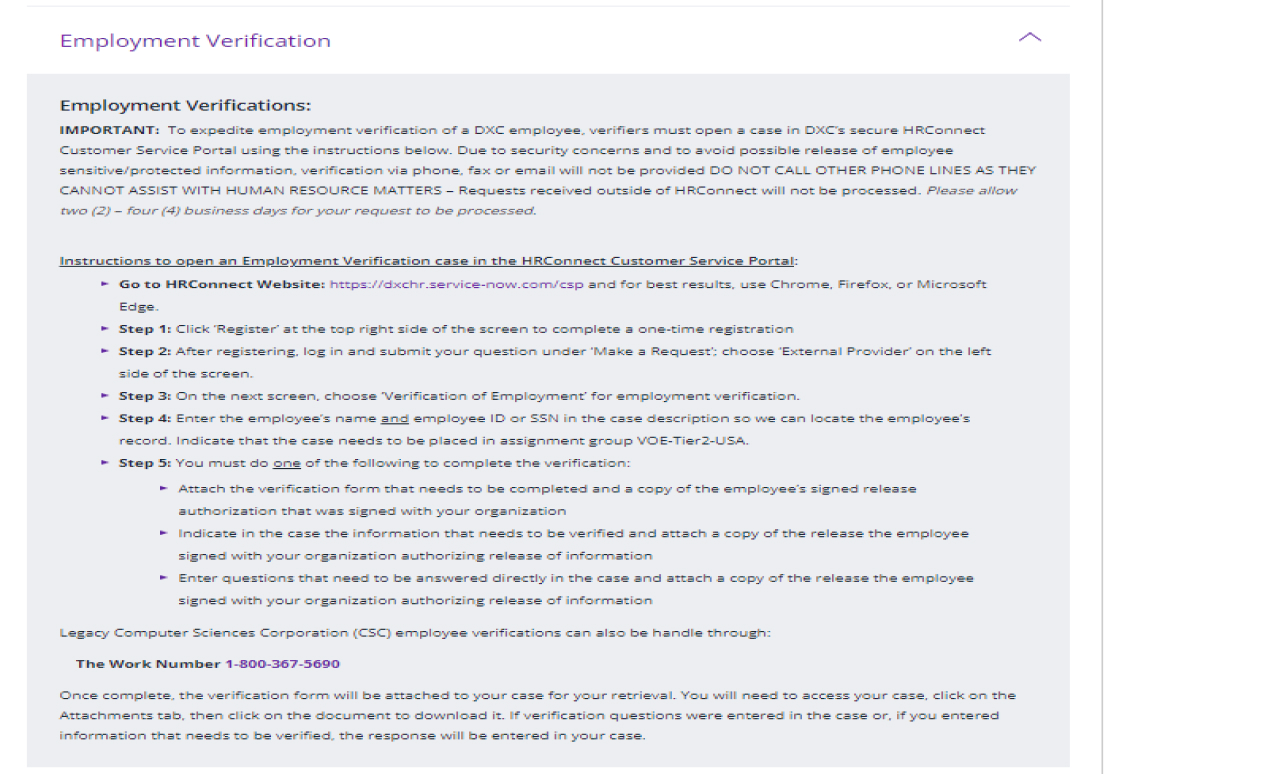 Employment Verification
Employment Verifications:
IMPORTANT: To expedite employment verification of a DXC employee, verifiers must open a case in DXC's secure HRConnect
Customer Service Portal using the instructions below. Due to security concerns and to avoid possible release of employee
sensitive/protected information, verification via phone, fax or email will not be provided DO NOT CALL OTHER PHONE LINES AS THEY
CANNOT ASSIST WITH HUMAN RESOURCE MATTERS – Requests received outside of HRConnect will not be processed. Please allow
two (2) – four (4) business days for your request to be processed.
Instructions to open an Employment Verification case in the HRConnect Customer Service Portal:
► Go to HRConnect Website: https://dxchr.service-now.com/csp and for best results, use Chrome, Firefox, or Microsoft
Edge.
► Step 1: Click 'Register' at the top right side of the screen to complete a one-time registration
► Step 2: After registering, log in and submit your question under 'Make a Request'; choose 'External Provider' on the left
side of the screen.
► Step 3: On the next screen, choose 'Verification of Employment' for employment verification.
► Step 4: Enter the employee's name and employee ID or SSN in the case description so we can locate the employee's
record. Indicate that the case needs to be placed in assignment group VOE-Tier2-USA.
► Step 5: You must do one of the following to complete the verification:
► Attach the verification form that needs to be completed and a copy of the employee's signed release
authorization that was signed with your organization
► Indicate in the case the information that needs to be verified and attach a copy of the release the employee
signed with your organization authorizing release of information
► Enter questions that need to be answered directly in the case and attach a copy of the release the employee
signed with your organization authorizing release of information
Legacy Computer Sciences Corporation (CSC) employee verifications can also be handle through:
The Work Number 1-800-367-5690
Once complete, the verification form will be attached to your case for your retrieval. You will need to access your case, click on the
Attachments tab, then click on the document to download it. If verification questions were entered in the case or, if you entered
information that needs to be verified, the response will be entered in your case.